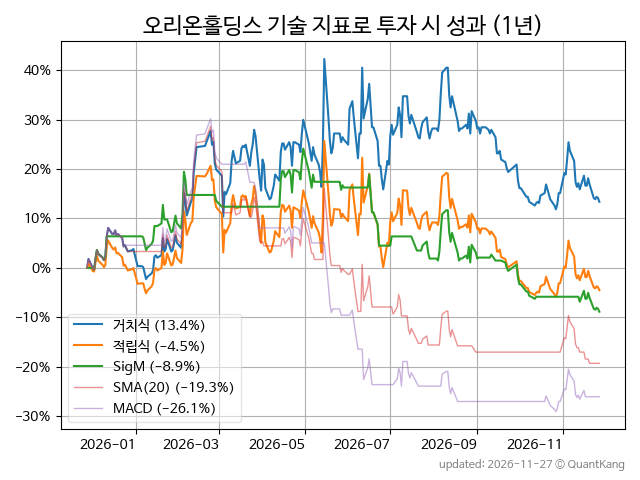 오리온홀딩스 기술 지표로 투자 시 성과 (1년)
40%
30%
20%
10%
0%
−10%
−20%
−30%
거치식 (13.4%)
적립식 (−4.5%)
SigM (−8.9%)
SMA(20) (−19.3%)
MACD (−26.1%)
2026-01
2026-03
2026-05
2026-07
2026-09
2026-11
updated: 2026-11-27 © QuantKang